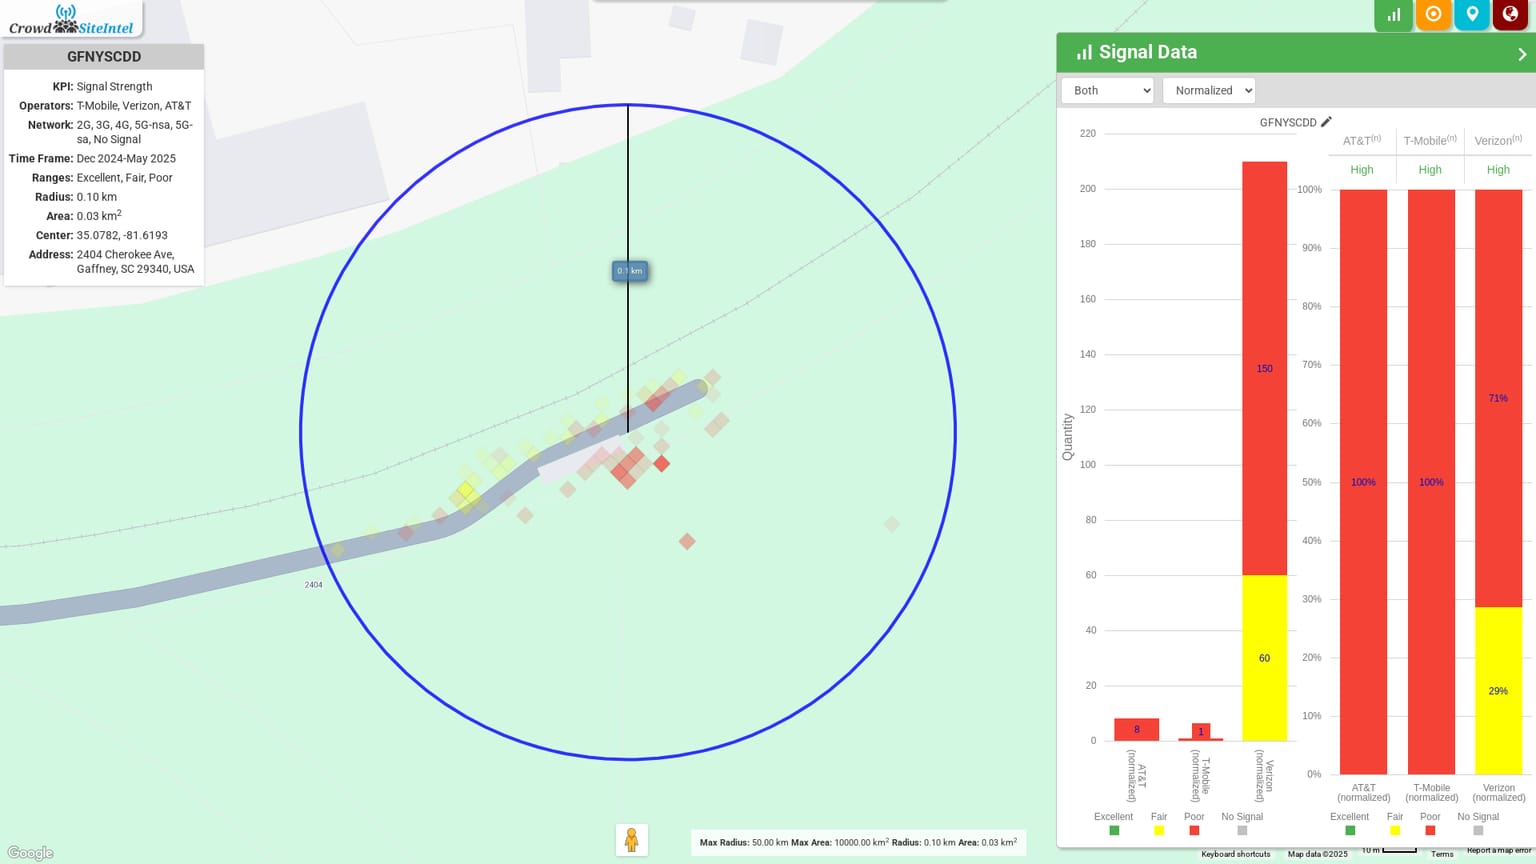 Crowd SiteIntel
GFNYSCDD
KPI: Signal Strength
Operators: T-Mobile, Verizon, AT&T
Network: 2G, 3G, 4G, 5G-nsa, 5G-
sa, No Signal
Time Frame: Dec 2024-May 2025
Ranges: Excellent, Fair, Poor
Radius: 0.10 km
Area: 0.03 km²
Center: 35.0782, -81.6193
Address: 2404 Cherokee Ave,
Gaffney, SC 29340, USA
0.1 km
2404
Google
Max Radius: 50.00 km Max Area: 10000.00 km² Radius: 0.10 km Area: 0.03 km²
Signal Data
Both
Normalized
GFNYSCDD
220
200
180
160
140
120
100
80
60
40
20
0
Quantity
8
1
150
60
AT&T
(normalized)
T-Mobile
(normalized)
Verizon
(normalized)
Excellent Fair Poor No Signal
AT&T(n) T-Mobile(n) Verizon(n)
High High High
100%
90%
80%
70%
60%
50%
40%
30%
20%
10%
0%
100%
100%
71%
29%
AT&T
(normalized)
T-Mobile
(normalized)
Verizon
(normalized)
Excellent Fair Poor No Signal
Keyboard shortcuts Map data ©2025 10 m Terms Report a map error